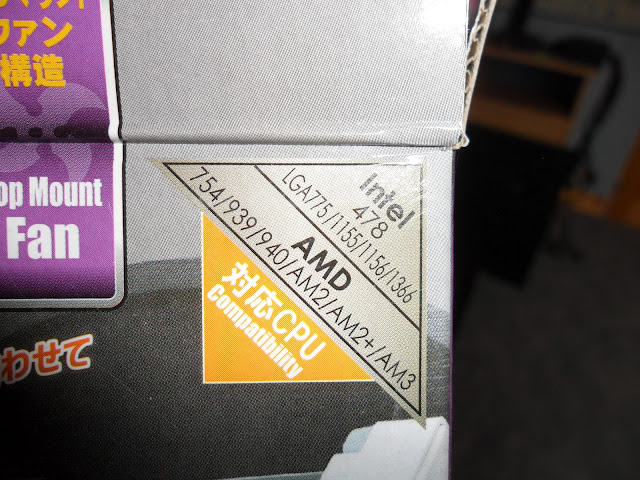 ファン
構造
op Mount
Fan
Intel
478
LGA775/1155/1156/1366
AMD
754/939/940/AM2/AM2+/AM3
対応CPU
Compatibility
わせて